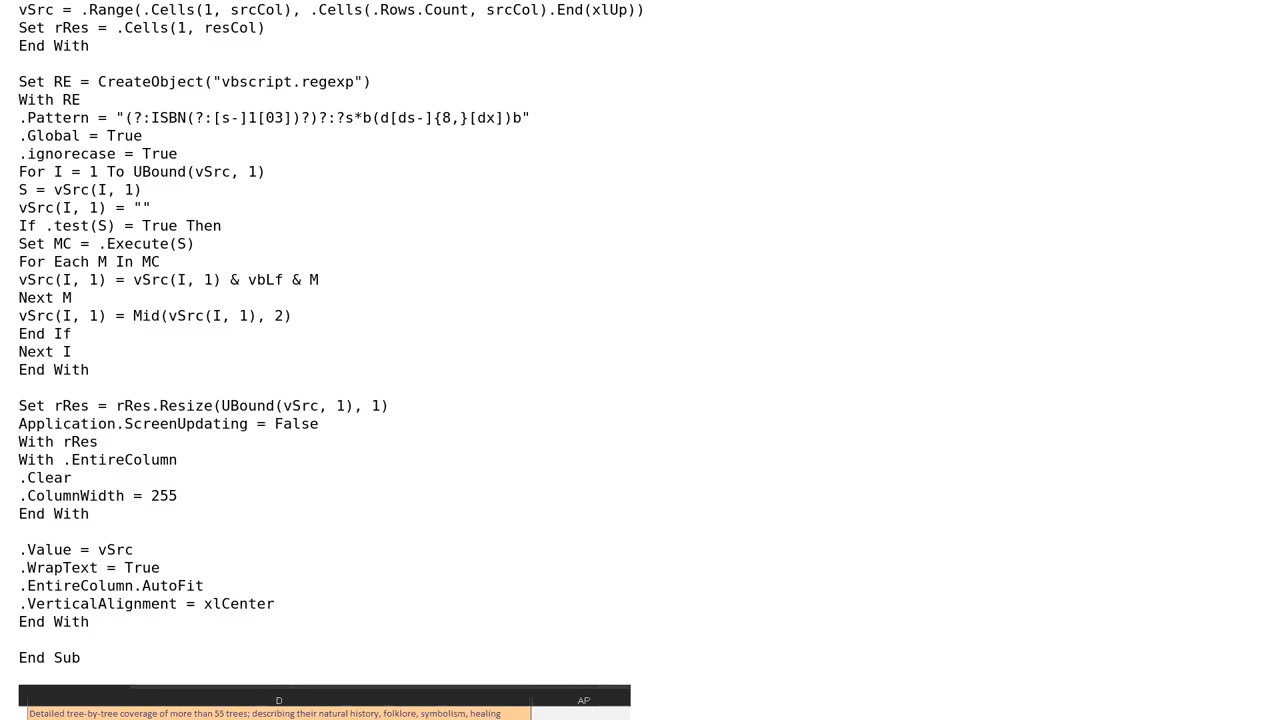 vSrc = .Range(.Cells(1, srcCol), .Cells(.Rows.Count, srcCol).End(xlUp))
Set rRes = .Cells(1, resCol)
End With

Set RE = CreateObject("vbscript.regexp")
With RE
.Pattern = "(?:ISBN(?:[s-]1[03])?)?:?s*b(d[ds-]{8,}[dx])b"
.Global = True
.ignorecase = True
For I = 1 To UBound(vSrc, 1)
S = vSrc(I, 1)
vSrc(I, 1) = ""
If .test(S) = True Then
Set MC = .Execute(S)
For Each M In MC
vSrc(I, 1) = vSrc(I, 1) & vbLf & M
Next M
vSrc(I, 1) = Mid(vSrc(I, 1), 2)
End If
Next I
End With

Set rRes = rRes.Resize(UBound(vSrc, 1), 1)
Application.ScreenUpdating = False
With rRes
With .EntireColumn
.Clear
.ColumnWidth = 255
End With

.Value = vSrc
.WrapText = True
.EntireColumn.AutoFit
.VerticalAlignment = xlCenter
End With

End Sub

D AP
Detailed tree-by-tree coverage of more than 55 trees; describing their natural history, folklore, symbolism, healing